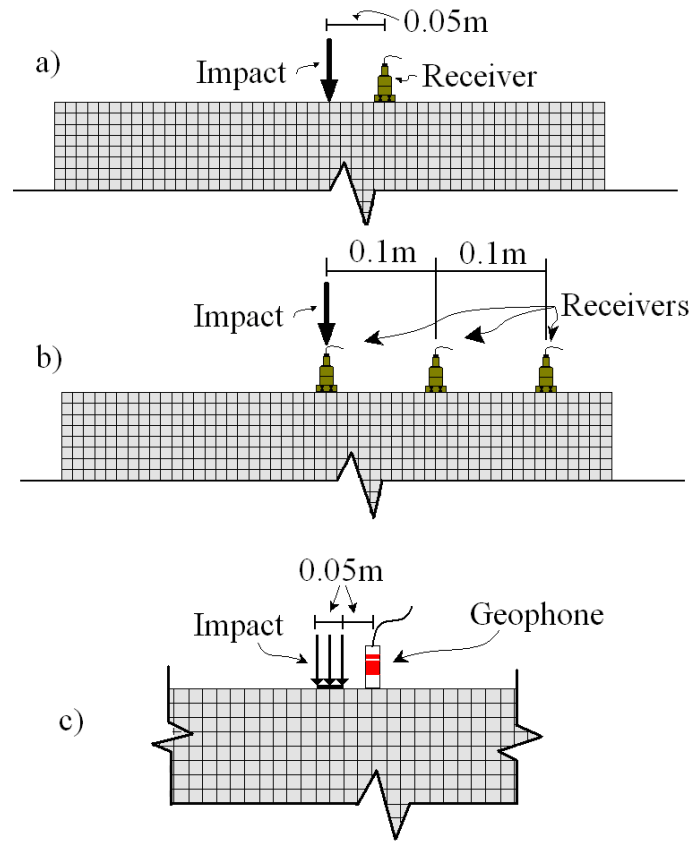 0.05m
a)
Impact
Receiver
0.1m 0.1m
Impact
Receivers
b)
0.05m
Impact
Geophone
c)